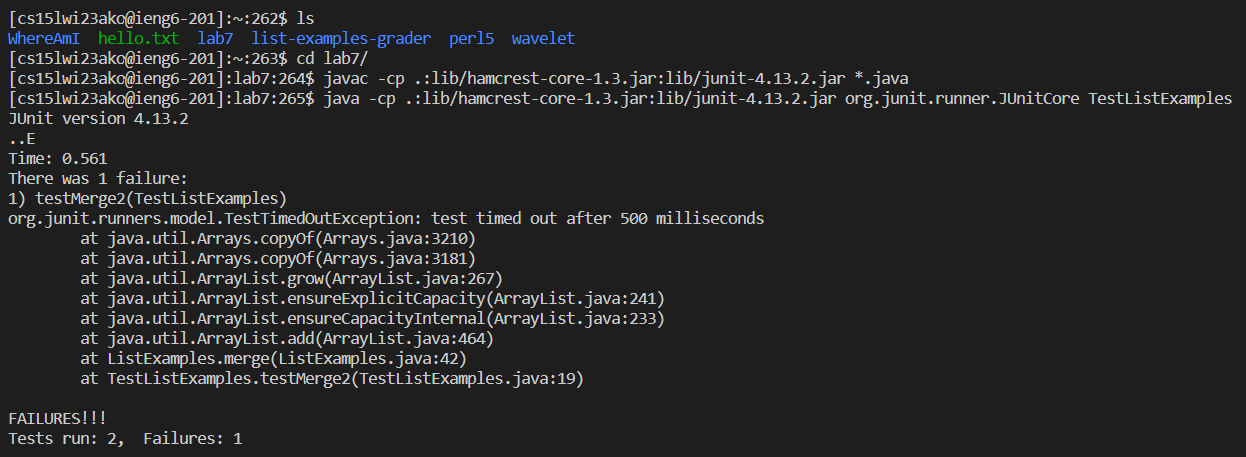 [cs15lwi23ako@ieng6-201]:~:262$ ls
WhereAmI  hello.txt  lab7  list-examples-grader  perl5  wavelet
[cs15lwi23ako@ieng6-201]:~:263$ cd lab7/
[cs15lwi23ako@ieng6-201]:lab7:264$ javac -cp .:lib/hamcrest-core-1.3.jar:lib/junit-4.13.2.jar *.java
[cs15lwi23ako@ieng6-201]:lab7:265$ java -cp .:lib/hamcrest-core-1.3.jar:lib/junit-4.13.2.jar org.junit.runner.JUnitCore TestListExamples
JUnit version 4.13.2
..E
Time: 0.561
There was 1 failure:
1) testMerge2(TestListExamples)
org.junit.runners.model.TestTimedOutException: test timed out after 500 milliseconds
        at java.util.Arrays.copyOf(Arrays.java:3210)
        at java.util.Arrays.copyOf(Arrays.java:3181)
        at java.util.ArrayList.grow(ArrayList.java:267)
        at java.util.ArrayList.ensureExplicitCapacity(ArrayList.java:241)
        at java.util.ArrayList.ensureCapacityInternal(ArrayList.java:233)
        at java.util.ArrayList.add(ArrayList.java:464)
        at ListExamples.merge(ListExamples.java:42)
        at TestListExamples.testMerge2(TestListExamples.java:19)

FAILURES!!!
Tests run: 2,  Failures: 1